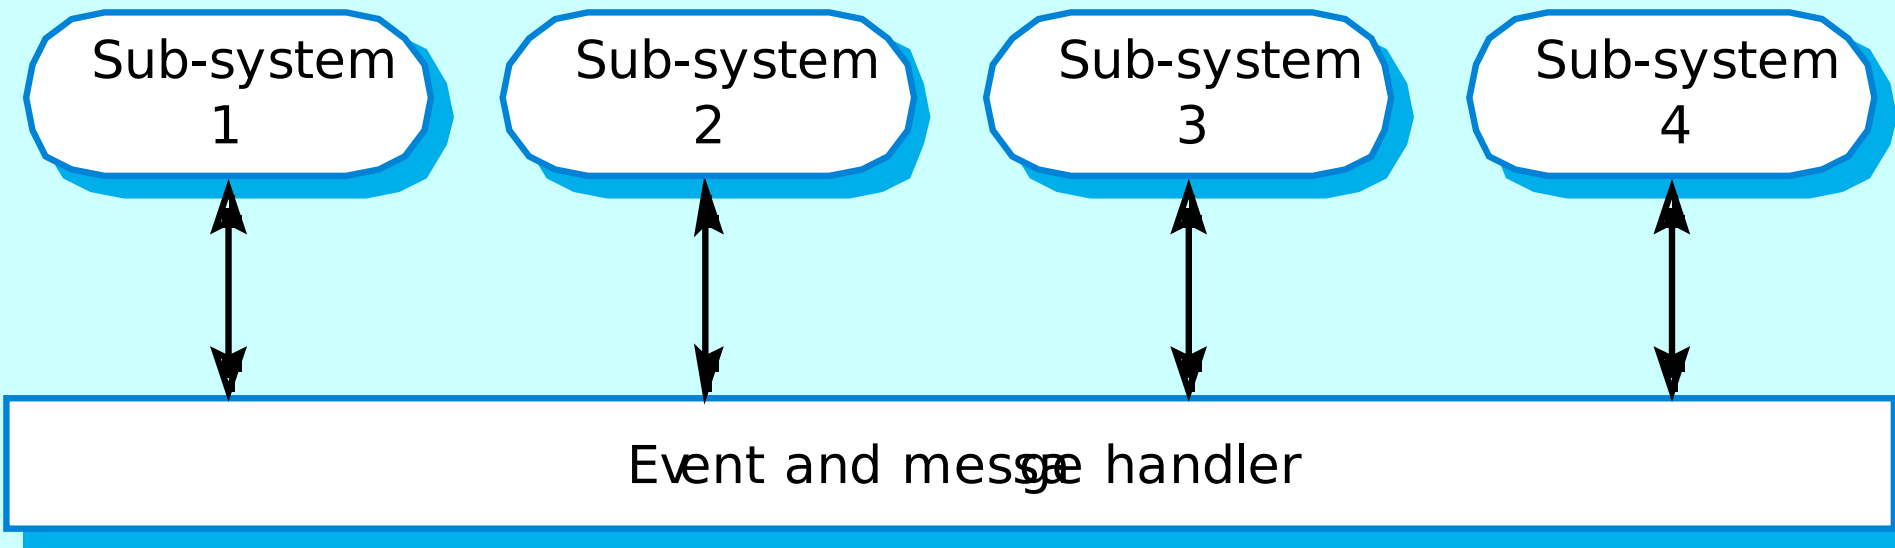 Sub-system
1
Sub-system
2
Sub-system
3
Sub-system
4
Event and message handler